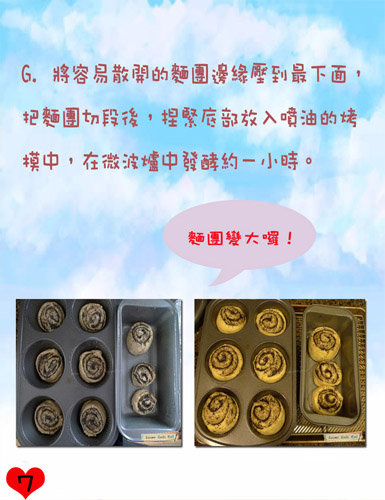 G. 將容易散開的麵團邊緣壓到最下面，
把麵團切段後，捏緊底部放入噴油的烤
模中，在微波爐中發酵約一小時。
麵團變大囉！
7